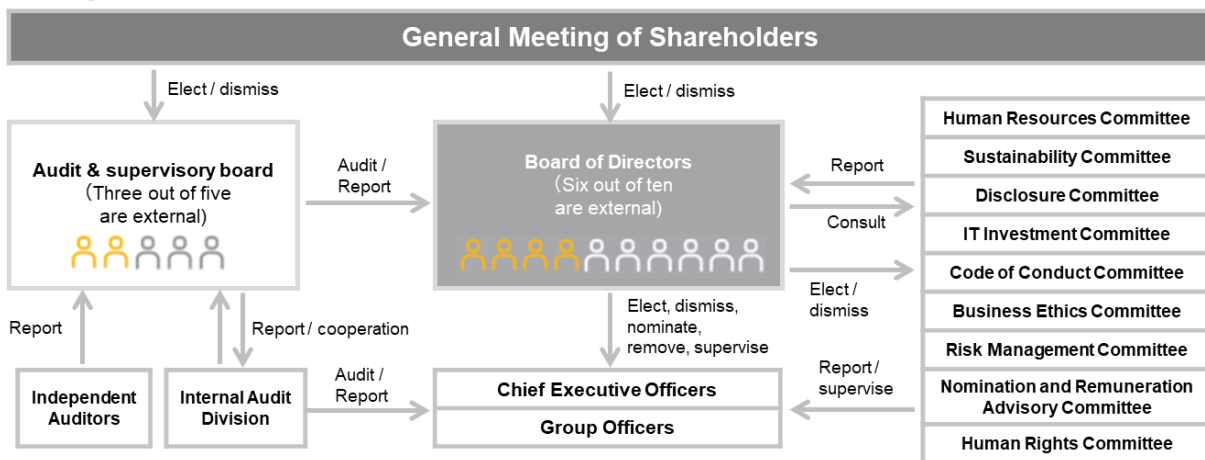 General Meeting of Shareholders
Elect / dismiss
Elect / dismiss
Audit & supervisory board
(Three out of five
are external)
Audit /
Report
Board of Directors
(Six out of ten
are external)
Report
Consult
Elect /
dismiss
Human Resources Committee
Sustainability Committee
Disclosure Committee
IT Investment Committee
Code of Conduct Committee
Business Ethics Committee
Risk Management Committee
Nomination and Remuneration
Advisory Committee
Human Rights Committee
Report
Report / cooperation
Elect, dismiss,
nominate,
remove, supervise
Report /
supervise
Independent
Auditors
Internal Audit
Division
Audit /
Report
Chief Executive Officers
Group Officers